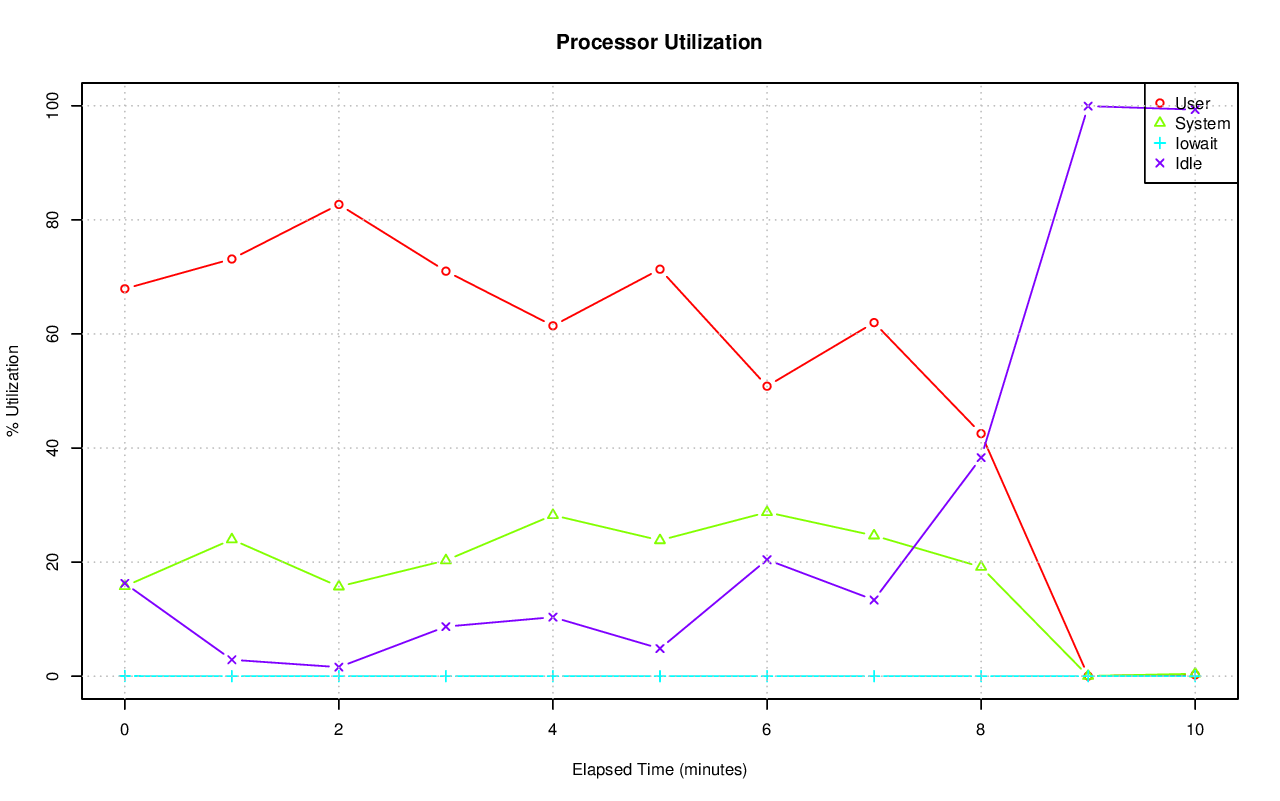 Processor Utilization
% Utilization
100
80
60
40
20
0
User
System
Iowait
Idle
0 2 4 6 8 10
Elapsed Time (minutes)